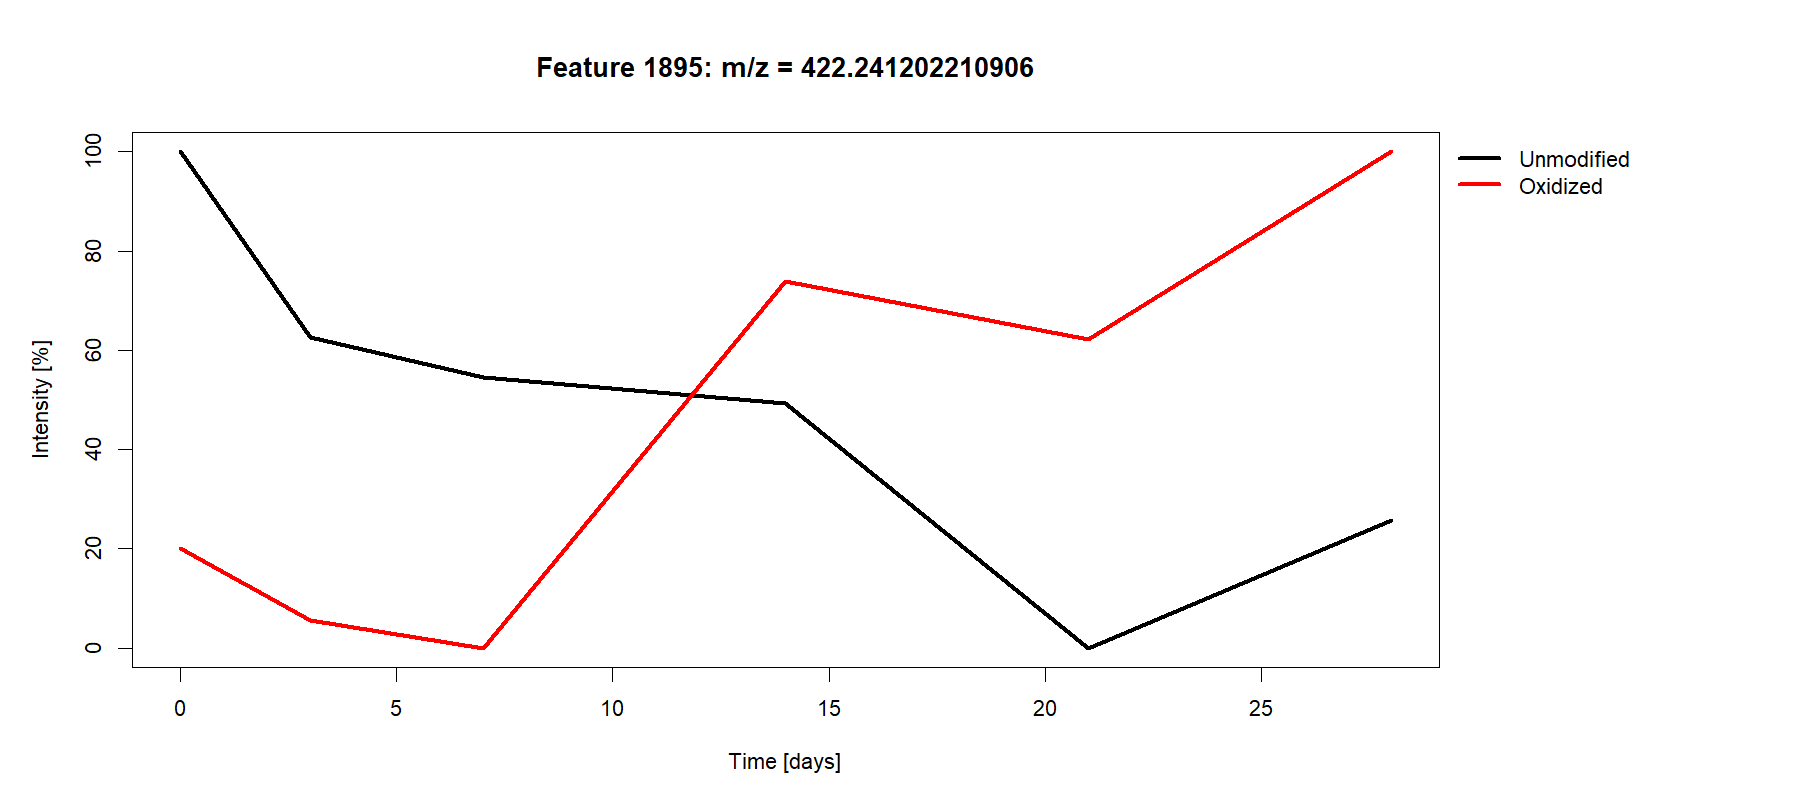 Feature 1895: m/z = 422.241202210906
Unmodified
Oxidized
Intensity [%]
100
80
60
40
20
0
0 5 10 15 20 25
Time [days]